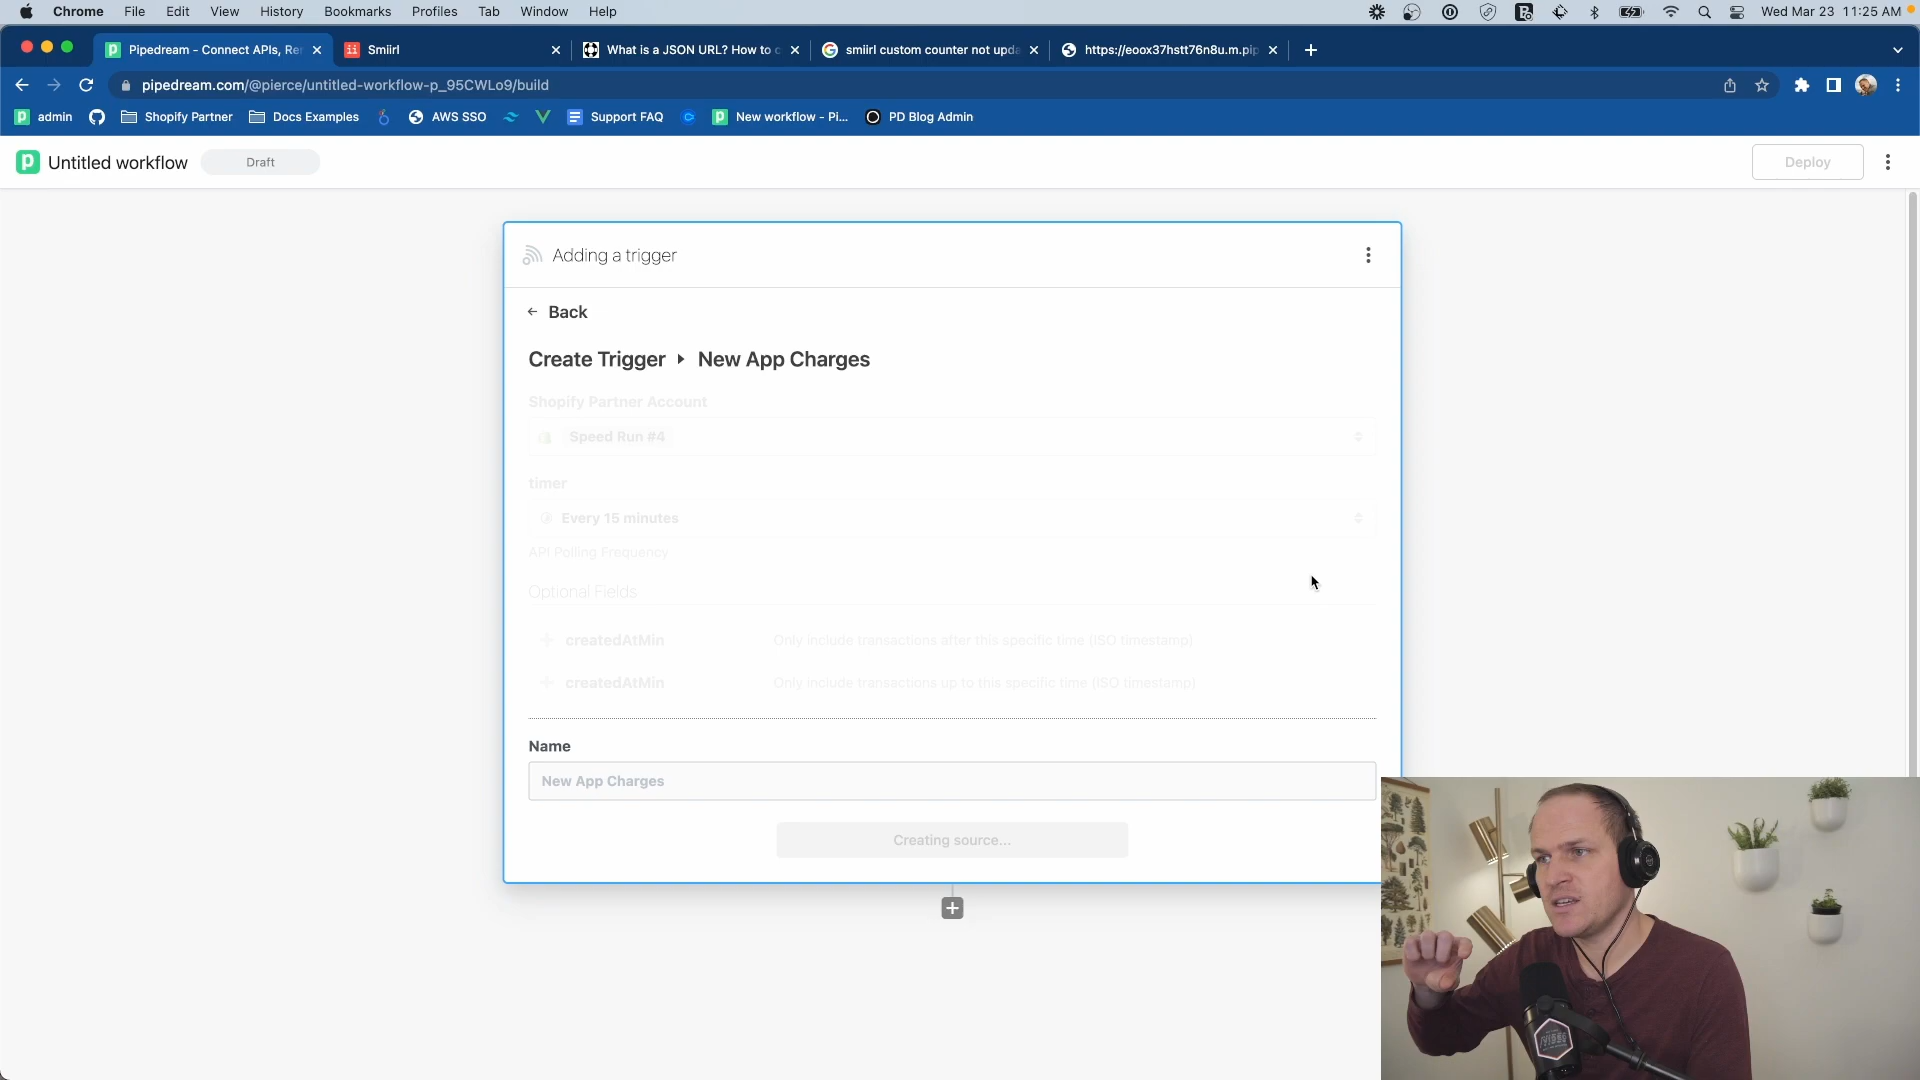 Chrome File Edit View History Bookmarks Profiles Tab Window Help Wed Mar 23 11:25 AM
Pipedream - Connect APIs, Rer Smiirl What is a JSON URL? How to c smiirl custom counter not upda https://eoox37hstt76n8u.m.pip
pipedream.com/@pierce/untitled-workflow-p_95CWLo9/build
admin Shopify Partner Docs Examples AWS SSO Support FAQ New workflow - Pi... PD Blog Admin
Untitled workflow Draft Deploy
Adding a trigger
Back
Create Trigger New App Charges
Shopify Partner Account
Speed Run #4
timer
Every 15 minutes
API Polling Frequency
Optional Fields
createdAtMin Only include transactions after this specific time (ISO timestamp)
createdAtMin Only include transactions up to this specific time (ISO timestamp)
Name
New App Charges
Creating source...